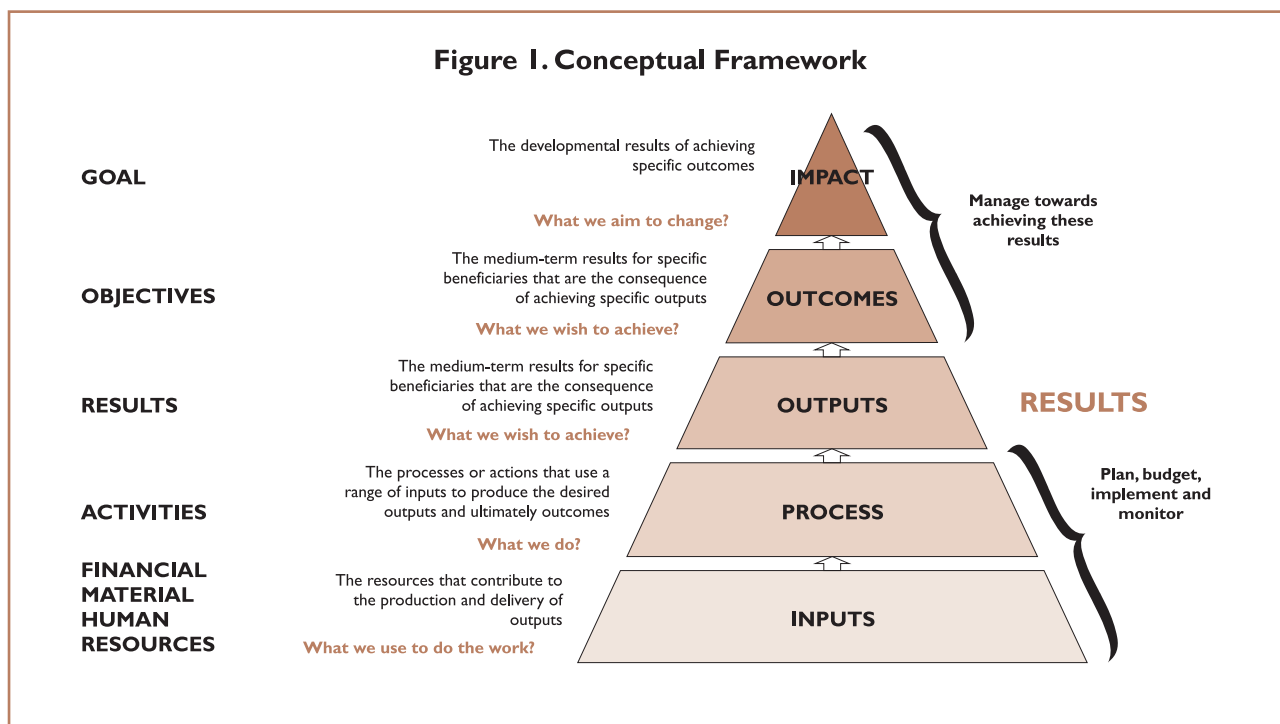 Figure 1. Conceptual Framework
GOAL
The developmental results of achieving
specific outcomes
What we aim to change?
IMPACT
Manage towards
achieving these
results
OBJECTIVES
The medium-term results for specific
beneficiaries that are the consequence
of achieving specific outputs
What we wish to achieve?
OUTCOMES
RESULTS
The medium-term results for specific
beneficiaries that are the consequence
of achieving specific outputs
What we wish to achieve?
OUTPUTS
RESULTS
ACTIVITIES
The processes or actions that use a
range of inputs to produce the desired
outputs and ultimately outcomes
What we do?
PROCESS
Plan, budget,
implement and
monitor
FINANCIAL
MATERIAL
HUMAN
RESOURCES
The resources that contribute to
the production and delivery of
outputs
What we use to do the work?
INPUTS